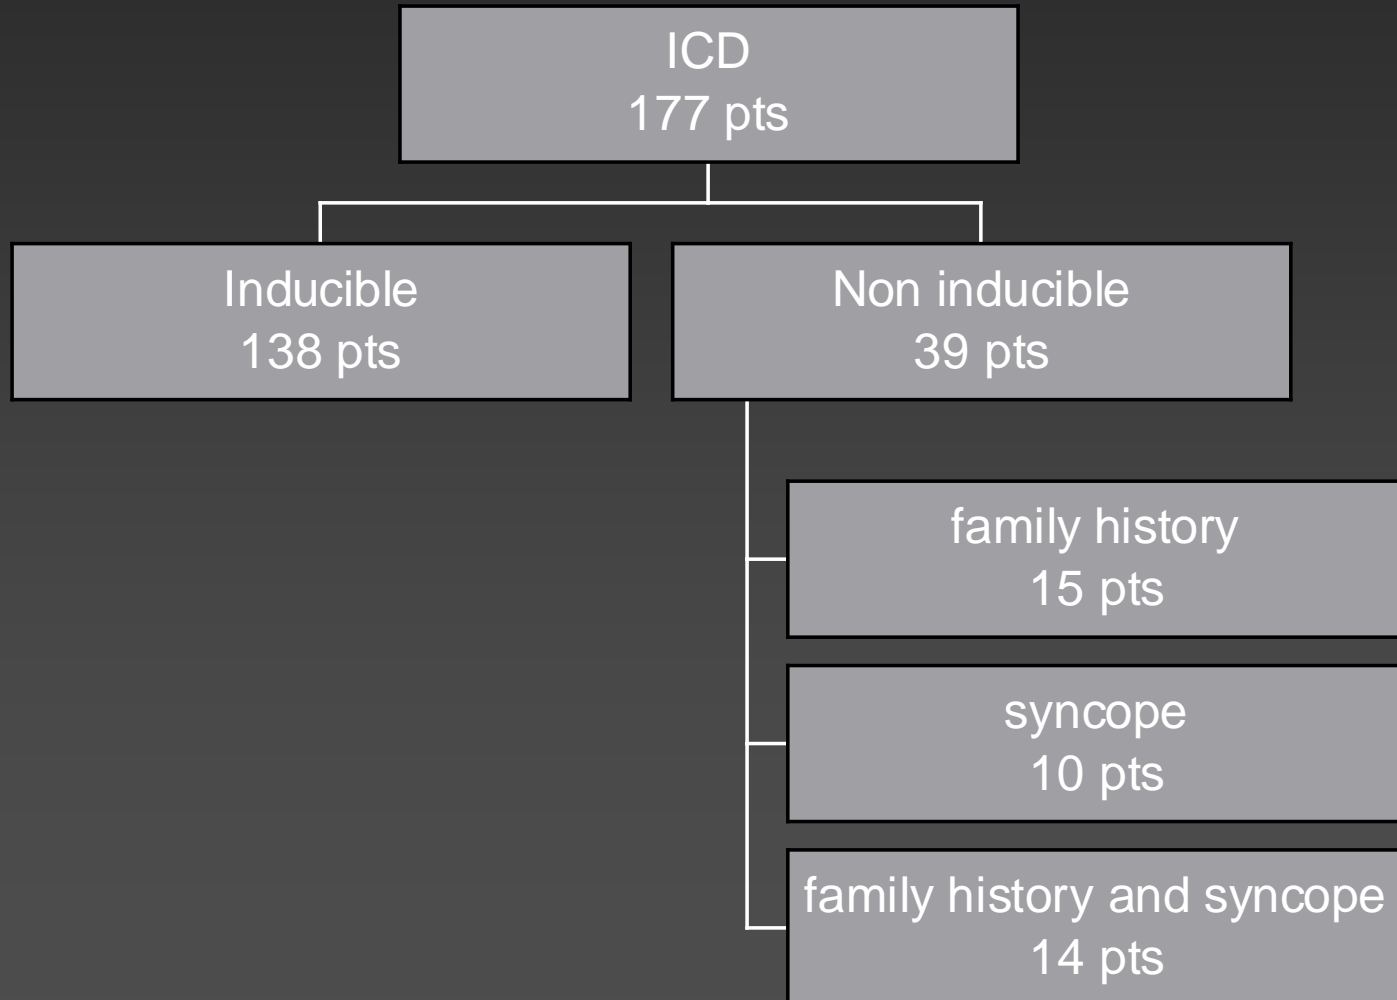 ICD
177 pts
Inducible
138 pts
Non inducible
39 pts
family history
15 pts
syncope
10 pts
family history and syncope
14 pts